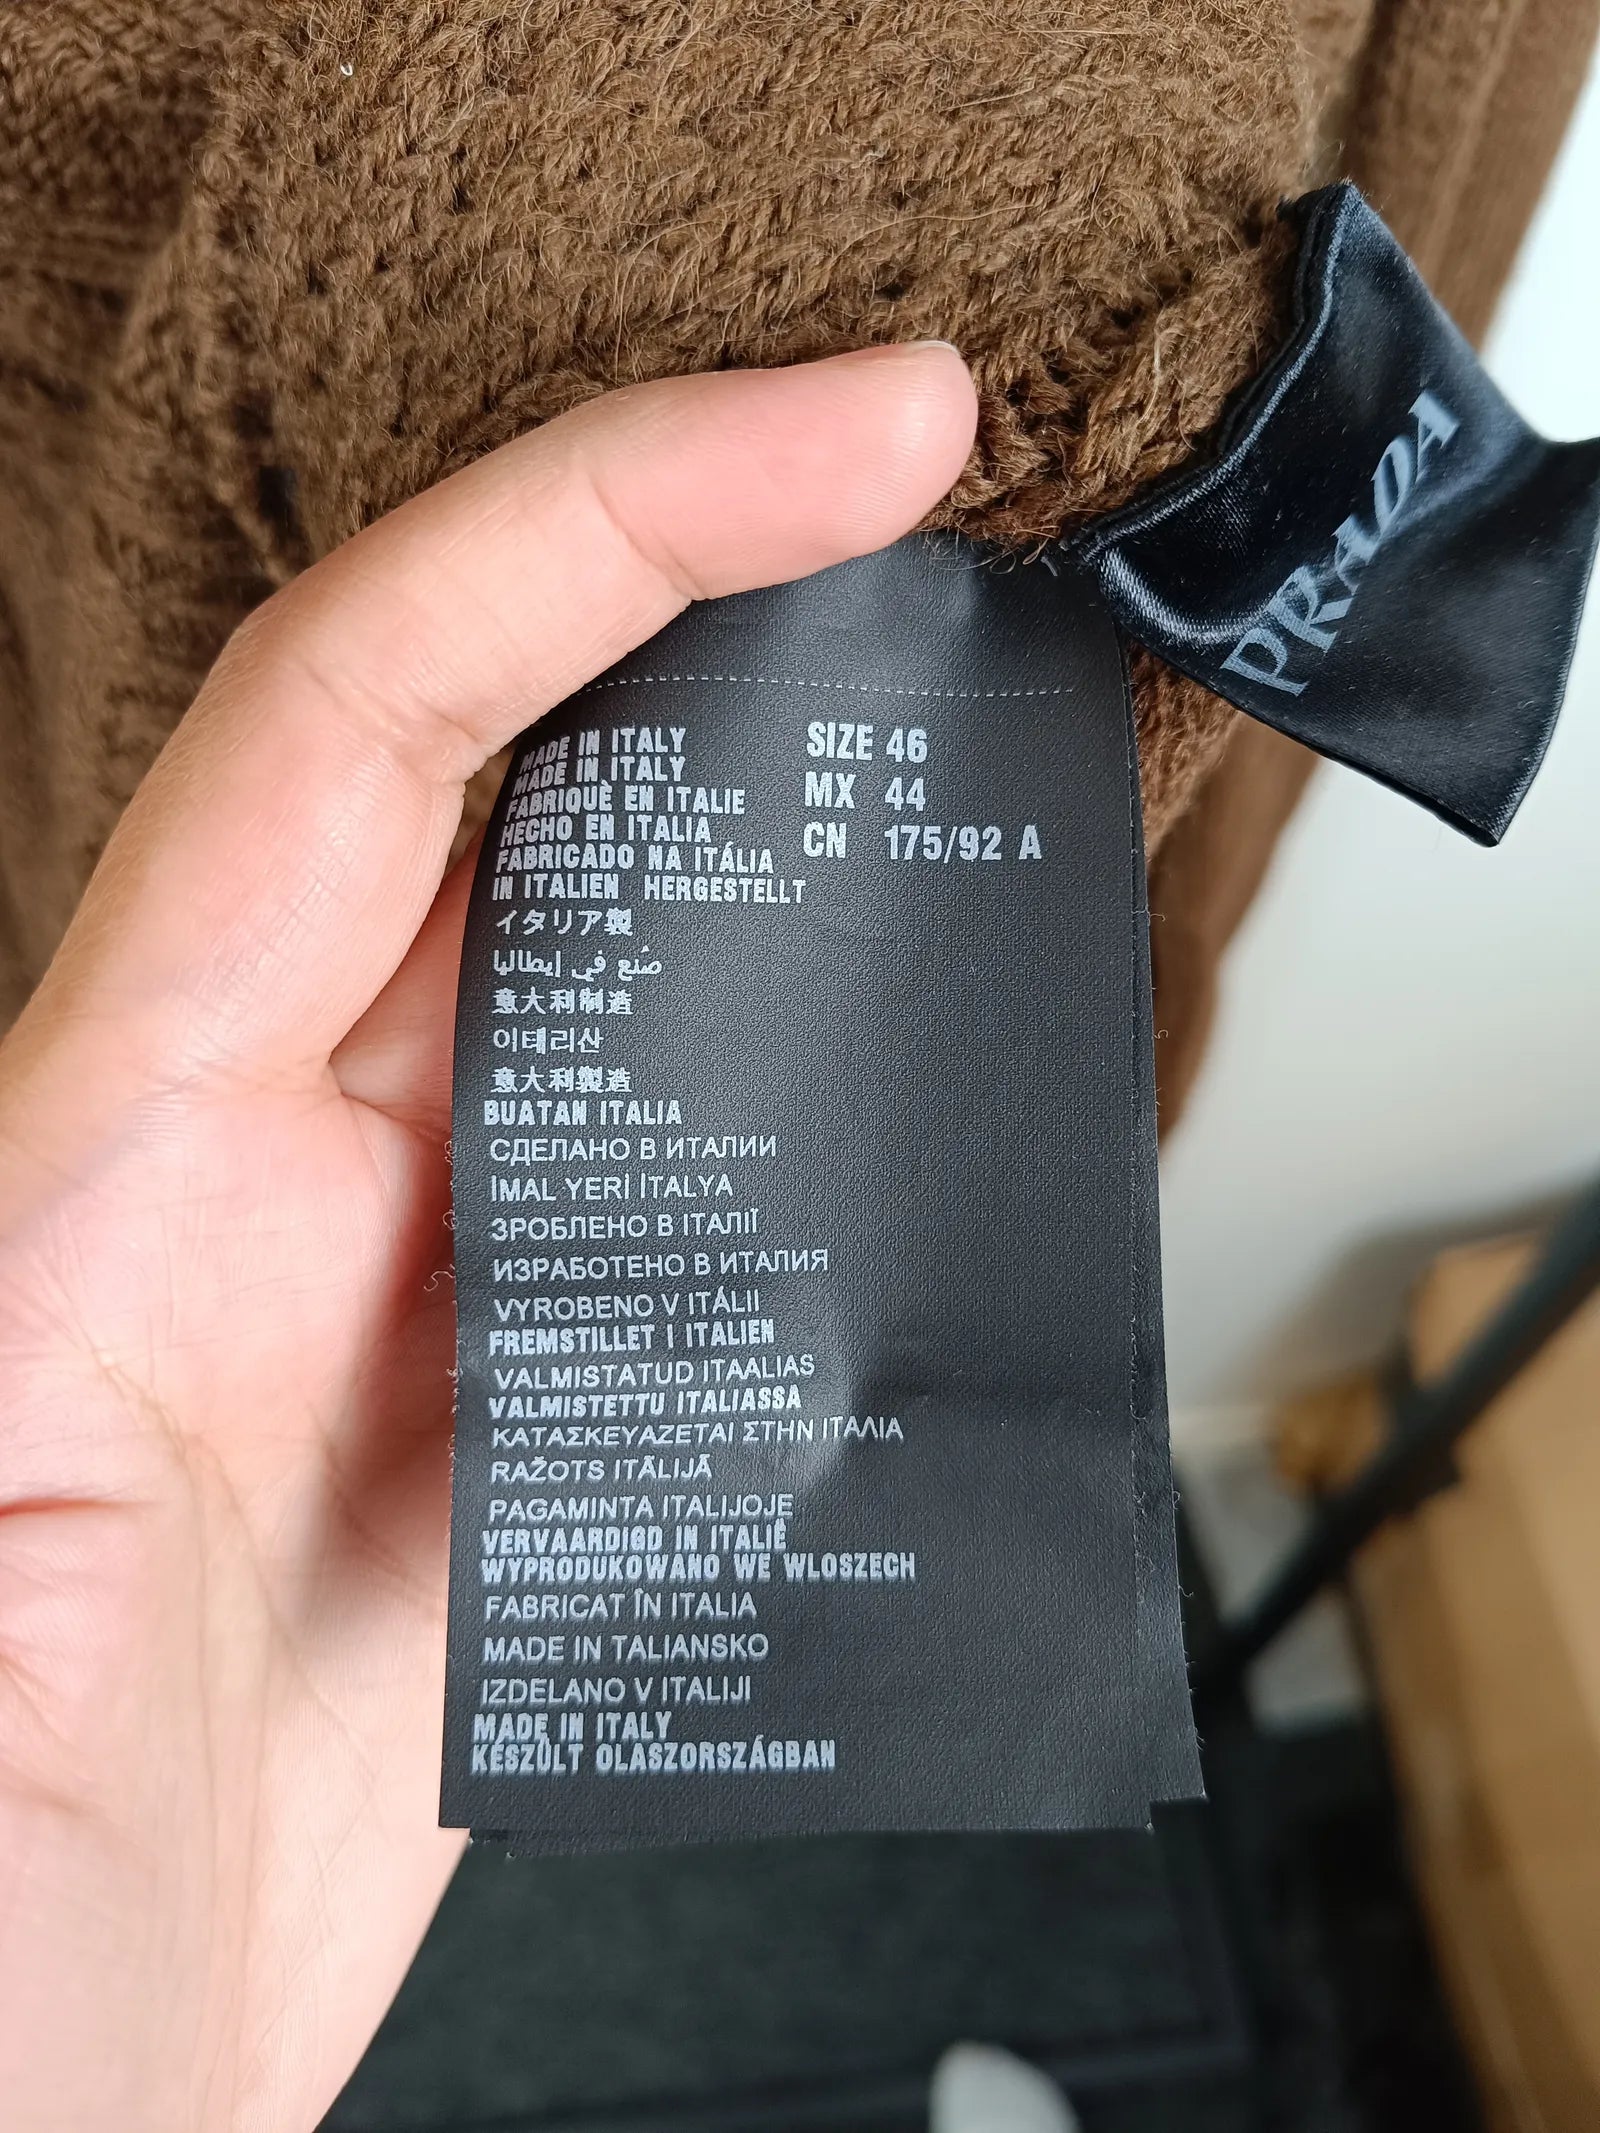 PRADA
MADE IN ITALY
MADE IN ITALY
FABRIQUÈ EN ITALIE
HECHO EN ITALIA
FABRICADO NA ITÁLIA
IN ITALIEN HERGESTELLT
イタリア製
صُنع في إيطاليا
意大利制造
이태리산
意大利製造
BUATAN ITALIA
СДЕЛАНО В ИТАЛИИ
İMAL YERİ İTALYA
ЗРОБЛЕНО В ІТАЛІЇ
ИЗРАБОТЕНО В ИТАЛИЯ
VYROBENO V ITÁLII
FREMSTILLET I ITALIEN
VALMISTATUD ITAALIAS
VALMISTETTU ITALIASSA
ΚΑΤΑΣΚΕΥΑΖΕΤΑΙ ΣΤΗΝ ΙΤΑΛΙΑ
RAŽOTS ITĀLIJĀ
PAGAMINTA ITALIJOJE
VERVAARDIGD IN ITALIË
WYPRODUKOWANO WE WLOSZECH
FABRICAT ÎN ITALIA
MADE IN TALIANSKO
IZDELANO V ITALIJI
MADE IN ITALY
KÉSZÜLT OLASZORSZÁGBAN
SIZE 46
MX 44
CN 175/92 A